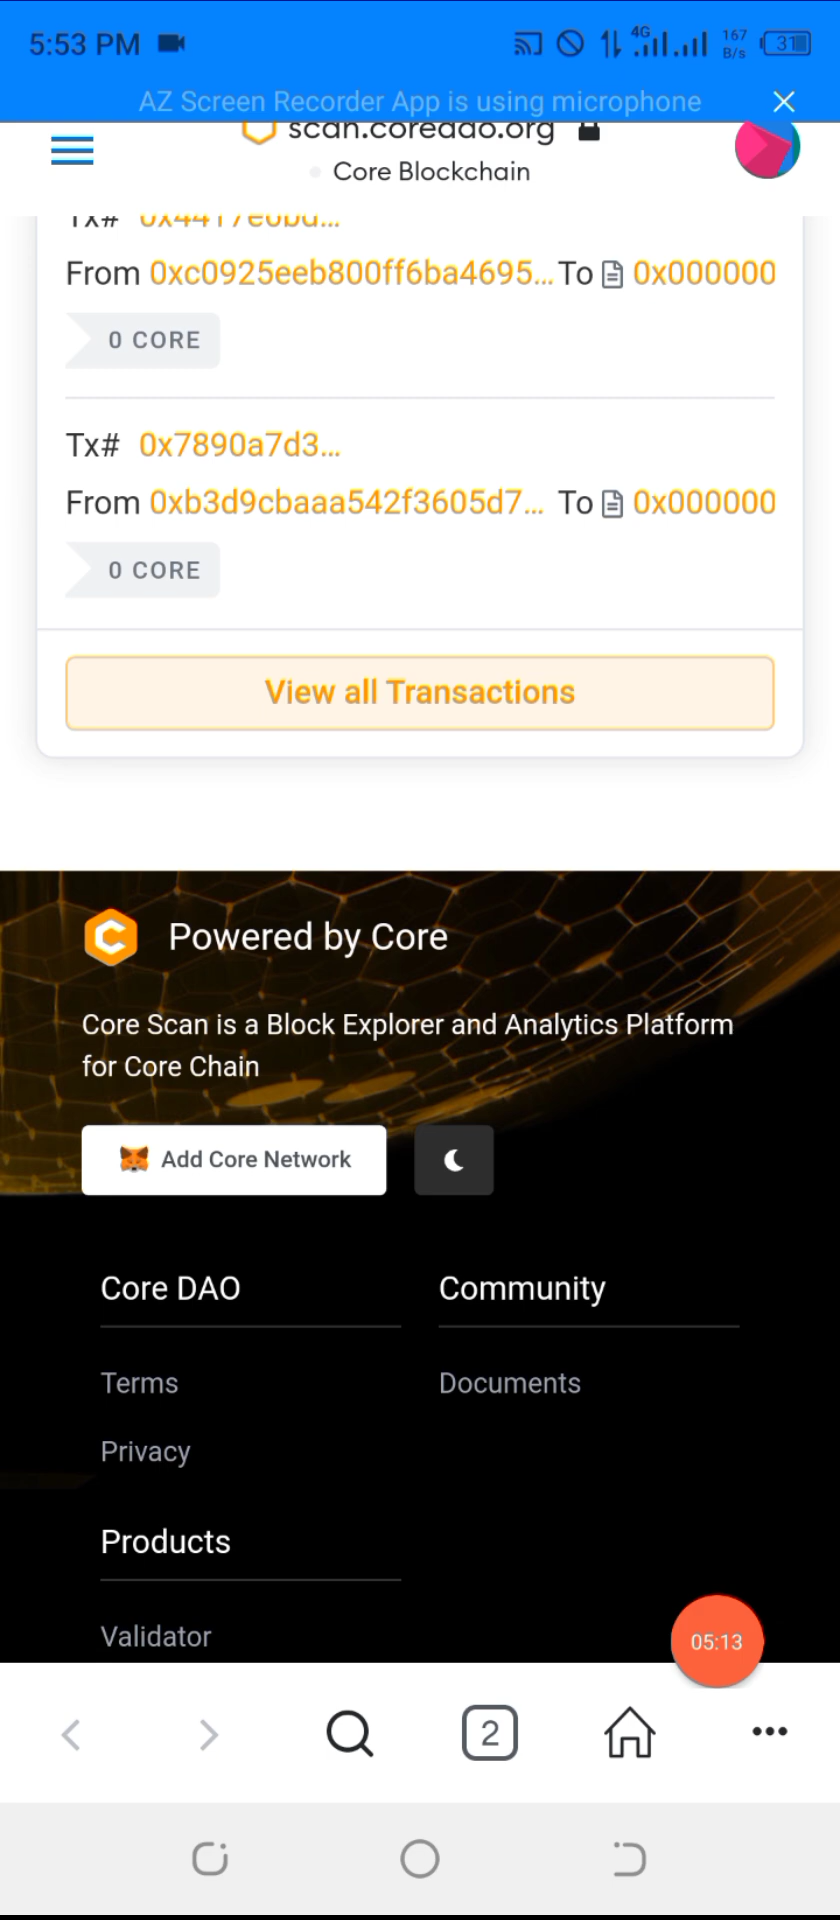 5:53 PM 4G 167 B/s 31
AZ Screen Recorder App is using microphone
scan.coredao.org
Core Blockchain
Tx# 0x4417e6bd...
From 0xc0925eeb800ff6ba4695... To 0x000000
0 CORE
Tx# 0x7890a7d3...
From 0xb3d9cbaaa542f3605d7... To 0x000000
0 CORE
View all Transactions
Powered by Core
Core Scan is a Block Explorer and Analytics Platform
for Core Chain
Add Core Network
Core DAO Community
Terms Documents
Privacy
Products
Validator
05:13
2